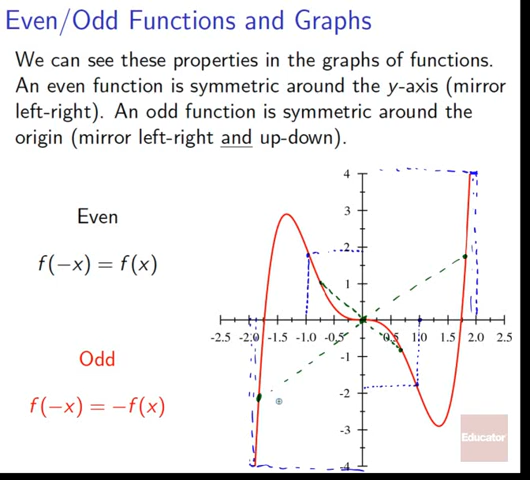 Even/Odd Functions and Graphs
We can see these properties in the graphs of functions.
An even function is symmetric around the y-axis (mirror
left-right). An odd function is symmetric around the
origin (mirror left-right and up-down).
Even
f(−x) = f(x)
Odd
f(−x) = −f(x)
4
3
2
1
-2.5 -2.0 -1.5 -1.0 -0.5 0.5 1.0 1.5 2.0 2.5
-1
-2
-3
-4
Educator